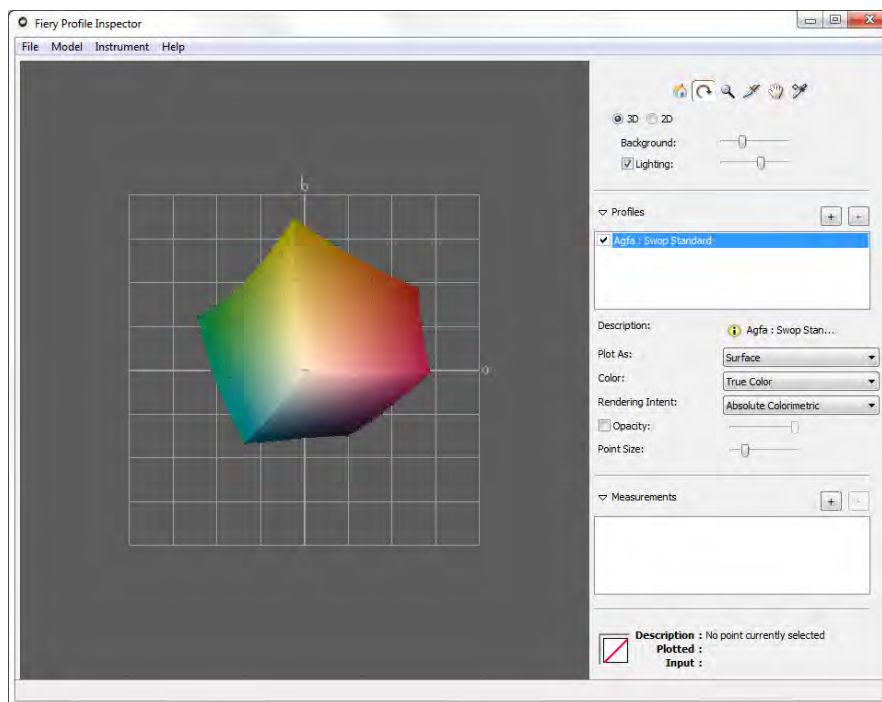 Fiery Profile Inspector
File Model Instrument Help
3D 2D
Background:
Lighting:
b
a
Profiles + -
Agfa : Swop Standard
Description: Agfa : Swop Stan...
Plot As: Surface
Color: True Color
Rendering Intent: Absolute Colorimetric
Opacity:
Point Size:
Measurements + -
Description : No point currently selected
Plotted :
Input :